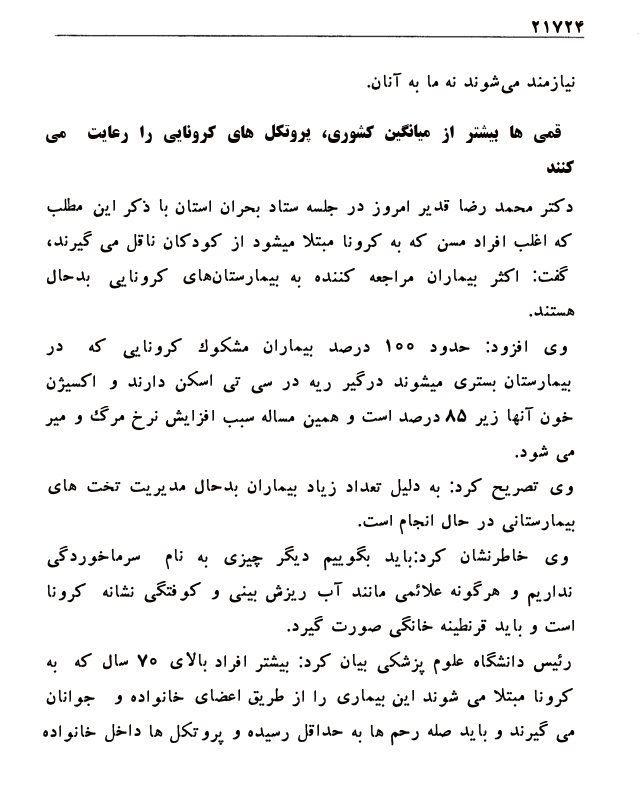 ۲۱۷۲۴
نیازمند می‌شوند نه ما به آنان.
قمی ها بیشتر از میانگین کشوری، پروتکل های کرونایی را رعایت می
کنند
دکتر محمد رضا قدیر امروز در جلسه ستاد بحران استان با ذکر این مطلب
که اغلب افراد مسن که به کرونا مبتلا میشود از کودکان ناقل می گیرند،
گفت: اکثر بیماران مراجعه کننده به بیمارستان‌های کرونایی بدحال
هستند.
وی افزود: حدود ۱۰۰ درصد بیماران مشکوک کرونایی که در
بیمارستان بستری میشوند درگیر ریه در سی تی اسکن دارند و اکسیژن
خون آنها زیر ۸۵ درصد است و همین مساله سبب افزایش نرخ مرگ و میر
می شود.
وی تصریح کرد: به دلیل تعداد زیاد بیماران بدحال مدیریت تخت های
بیمارستانی در حال انجام است.
وی خاطرنشان کرد:باید بگوییم دیگر چیزی به نام سرماخوردگی
نداریم و هرگونه علائمی مانند آب ریزش بینی و کوفتگی نشانه کرونا
است و باید قرنطینه خانگی صورت گیرد.
رئیس دانشگاه علوم پزشکی بیان کرد: بیشتر افراد بالای ۷۰ سال که به
کرونا مبتلا می شوند این بیماری را از طریق اعضای خانواده و جوانان
می گیرند و باید صله رحم ها به حداقل رسیده و پروتکل ها داخل خانواده